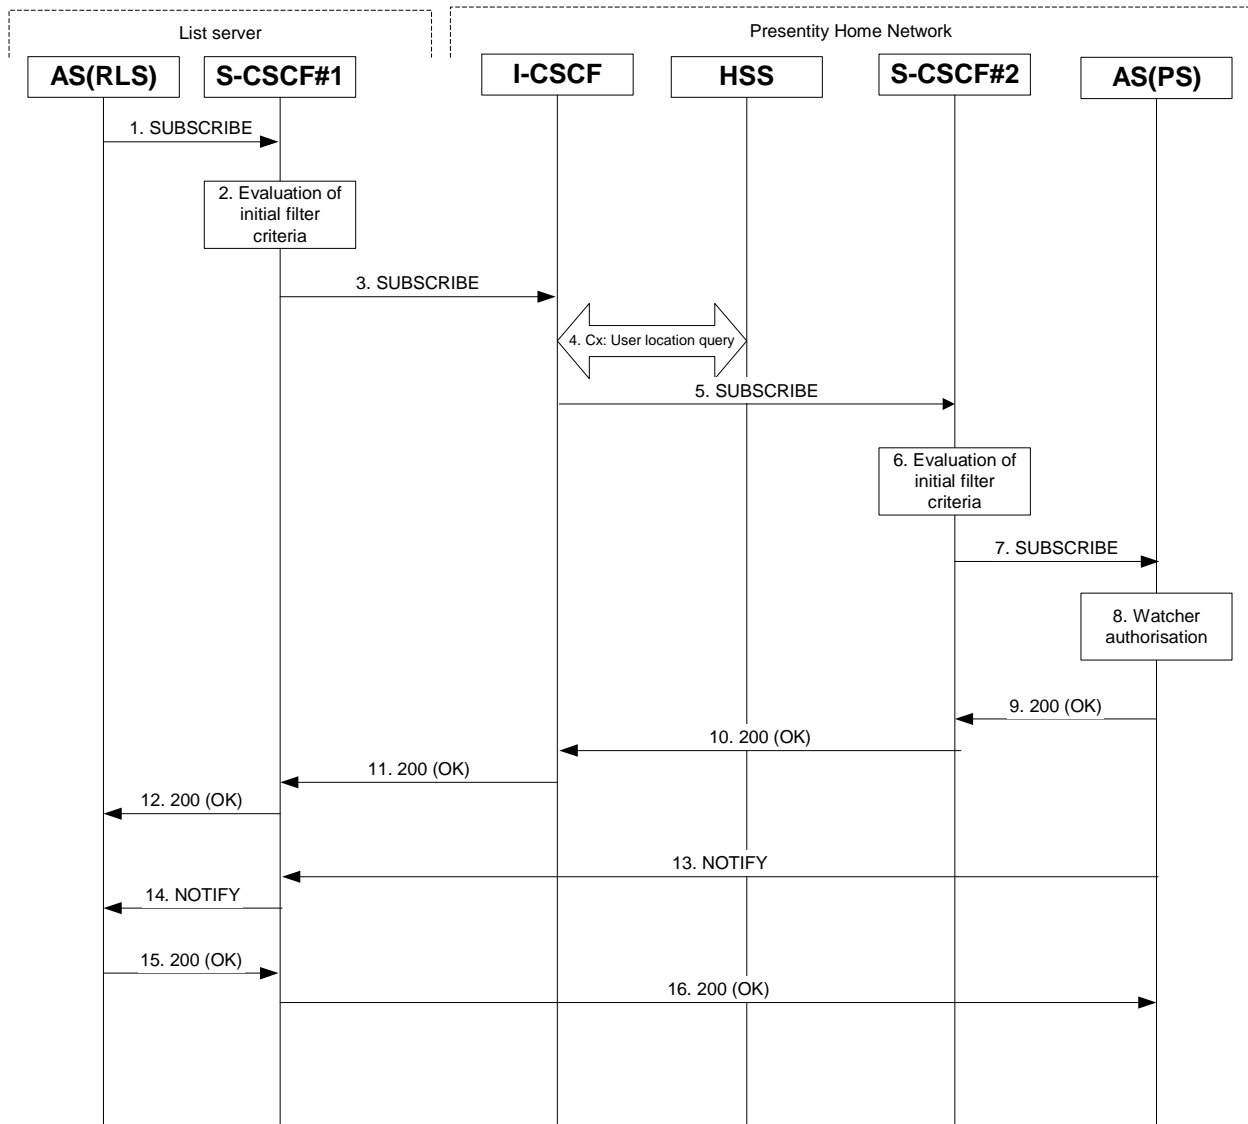 List server
Presentity Home Network
AS(RLS)
S-CSCF#1
I-CSCF
HSS
S-CSCF#2
AS(PS)
1. SUBSCRIBE
2. Evaluation of
initial filter
criteria
3. SUBSCRIBE
4. Cx: User location query
5. SUBSCRIBE
6. Evaluation of
initial filter
criteria
7. SUBSCRIBE
8. Watcher
authorisation
9. 200 (OK)
10. 200 (OK)
11. 200 (OK)
12. 200 (OK)
13. NOTIFY
14. NOTIFY
15. 200 (OK)
16. 200 (OK)